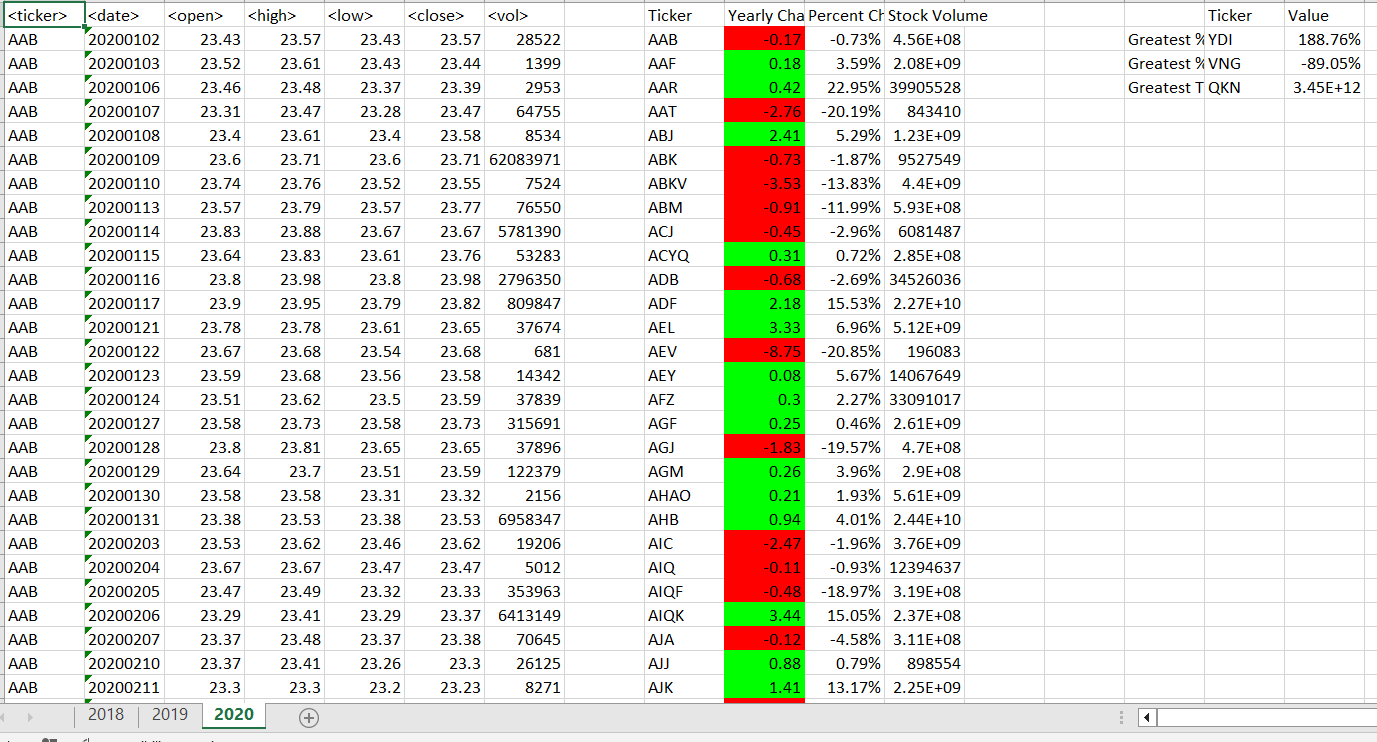 <ticker> <date> <open> <high> <low> <close> <vol> Ticker Yearly Cha Percent Ch Stock Volume Ticker Value
AAB 20200102 23.43 23.57 23.43 23.57 28522 AAB -0.17 -0.73% 4.56E+08 Greatest % YDI 188.76%
AAB 20200103 23.52 23.61 23.43 23.44 1399 AAF 0.18 3.59% 2.08E+09 Greatest % VNG -89.05%
AAB 20200106 23.46 23.48 23.37 23.39 2953 AAR 0.42 22.95% 39905528 Greatest T QKN 3.45E+12
AAB 20200107 23.31 23.47 23.28 23.47 64755 AAT -2.76 -20.19% 843410
AAB 20200108 23.4 23.61 23.4 23.58 8534 ABJ 2.41 5.29% 1.23E+09
AAB 20200109 23.6 23.71 23.6 23.71 62083971 ABK -0.73 -1.87% 9527549
AAB 20200110 23.74 23.76 23.52 23.55 7524 ABKV -3.53 -13.83% 4.4E+09
AAB 20200113 23.57 23.79 23.57 23.77 76550 ABM -0.91 -11.99% 5.93E+08
AAB 20200114 23.83 23.88 23.67 23.67 5781390 ACJ -0.45 -2.96% 6081487
AAB 20200115 23.64 23.83 23.61 23.76 53283 ACYQ 0.31 0.72% 2.85E+08
AAB 20200116 23.8 23.98 23.8 23.98 2796350 ADB -0.68 -2.69% 34526036
AAB 20200117 23.9 23.95 23.79 23.82 809847 ADF 2.18 15.53% 2.27E+10
AAB 20200121 23.78 23.78 23.61 23.65 37674 AEL 3.33 6.96% 5.12E+09
AAB 20200122 23.67 23.68 23.54 23.68 681 AEV -8.75 -20.85% 196083
AAB 20200123 23.59 23.68 23.56 23.58 14342 AEY 0.08 5.67% 14067649
AAB 20200124 23.51 23.62 23.5 23.59 37839 AFZ 0.3 2.27% 33091017
AAB 20200127 23.58 23.73 23.58 23.73 315691 AGF 0.25 0.46% 2.61E+09
AAB 20200128 23.8 23.81 23.65 23.65 37896 AGJ -1.83 -19.57% 4.7E+08
AAB 20200129 23.64 23.7 23.51 23.59 122379 AGM 0.26 3.96% 2.9E+08
AAB 20200130 23.58 23.58 23.31 23.32 2156 AHAO 0.21 1.93% 5.61E+09
AAB 20200131 23.38 23.53 23.38 23.53 6958347 AHB 0.94 4.01% 2.44E+10
AAB 20200203 23.53 23.62 23.46 23.62 19206 AIC -2.47 -1.96% 3.76E+09
AAB 20200204 23.67 23.67 23.47 23.47 5012 AIQ -0.11 -0.93% 12394637
AAB 20200205 23.47 23.49 23.32 23.33 353963 AIQF -0.48 -18.97% 3.19E+08
AAB 20200206 23.29 23.41 23.29 23.37 6413149 AIQK 3.44 15.05% 2.37E+08
AAB 20200207 23.37 23.48 23.37 23.38 70645 AJA -0.12 -4.58% 3.11E+08
AAB 20200210 23.37 23.41 23.26 23.3 26125 AJJ 0.88 0.79% 898554
AAB 20200211 23.3 23.3 23.2 23.23 8271 AJK 1.41 13.17% 2.25E+09
2018 2019 2020